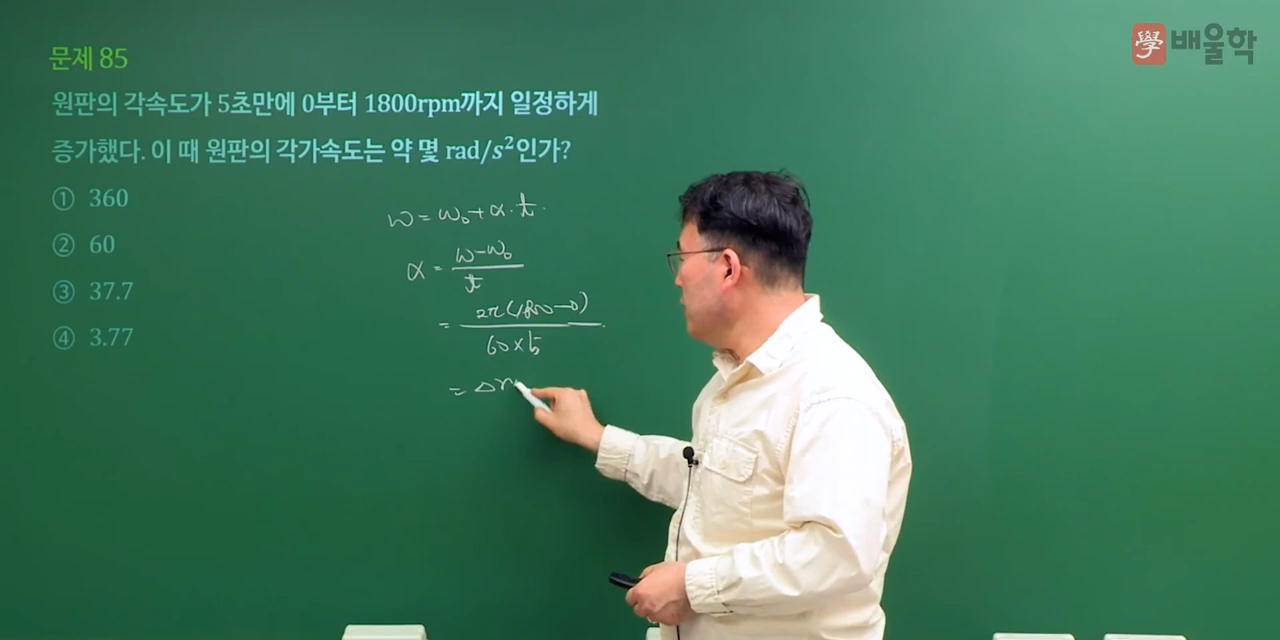 學 배울학
문제 85
원판의 각속도가 5초만에 0부터 1800rpm까지 일정하게
증가했다. 이 때 원판의 각가속도는 약 몇 rad/s²인가?
① 360
② 60
③ 37.7
④ 3.77
ω = ω₀ + α · t.
α = (ω - ω₀) / t
= 2π(1800-0) / 60 × 5
=